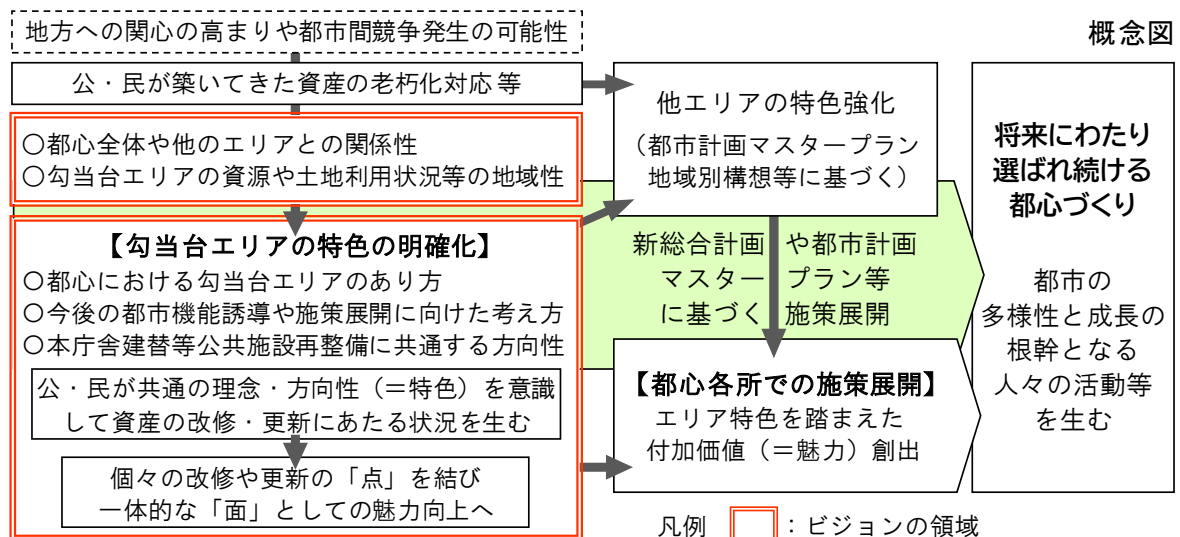 概念図
地方への関心の高まりや都市間競争発生の可能性
公・民が築いてきた資産の老朽化対応等
〇都心全体や他のエリアとの関係性
〇勾当台エリアの資源や土地利用状況等の地域性
【勾当台エリアの特色の明確化】
〇都心における勾当台エリアのあり方
〇今後の都市機能誘導や施策展開に向けた考え方
〇本庁舎建替等公共施設再整備に共通する方向性
公・民が共通の理念・方向性（＝特色）を意識
して資産の改修・更新にあたる状況を生む
個々の改修や更新の「点」を結び
一体的な「面」としての魅力向上へ
他エリアの特色強化
（都市計画マスタープラン
地域別構想等に基づく）
新総合計画や都市計画
マスタープラン等
に基づく施策展開
【都心各所での施策展開】
エリア特色を踏まえた
付加価値（＝魅力）創出
将来にわたり
選ばれ続ける
都心づくり
都市の
多様性と成長の
根幹となる
人々の活動等
を生む
凡例　：ビジョンの領域